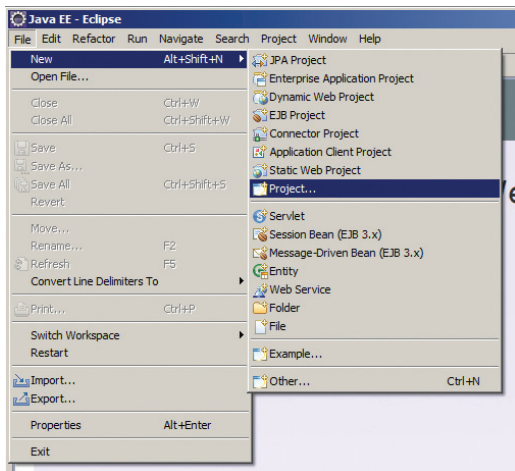 Java EE - Eclipse
File Edit Refactor Run Navigate Search Project Window Help
New Alt+Shift+N
Open File...
Close Ctrl+W
Close All Ctrl+Shift+W
Save Ctrl+S
Save As...
Save All Ctrl+Shift+S
Revert
Move...
Rename... F2
Refresh F5
Convert Line Delimiters To
Print... Ctrl+P
Switch Workspace
Restart
Import...
Export...
Properties Alt+Enter
Exit
JPA Project
Enterprise Application Project
Dynamic Web Project
EJB Project
Connector Project
Application Client Project
Static Web Project
Project...
Servlet
Session Bean (EJB 3.x)
Message-Driven Bean (EJB 3.x)
Entity
Web Service
Folder
File
Example...
Other... Ctrl+N